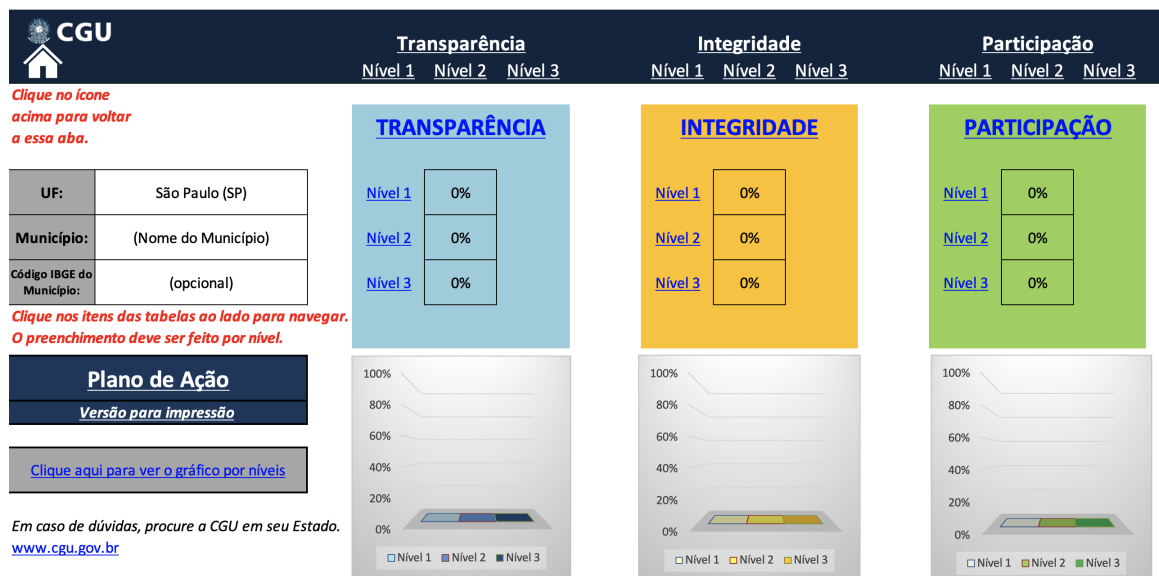 CGU
Transparência
Nível 1 Nível 2 Nível 3
Integridade
Nível 1 Nível 2 Nível 3
Participação
Nível 1 Nível 2 Nível 3
Clique no ícone
acima para voltar
a essa aba.
UF: São Paulo (SP)
Município: (Nome do Município)
Código IBGE do
Município: (opcional)
Clique nos itens das tabelas ao lado para navegar.
O preenchimento deve ser feito por nível.
Plano de Ação
Versão para impressão
Clique aqui para ver o gráfico por níveis
Em caso de dúvidas, procure a CGU em seu Estado.
www.cgu.gov.br
TRANSPARÊNCIA
Nível 1 0%
Nível 2 0%
Nível 3 0%
100%
80%
60%
40%
20%
0%
Nível 1 Nível 2 Nível 3
INTEGRIDADE
Nível 1 0%
Nível 2 0%
Nível 3 0%
100%
80%
60%
40%
20%
0%
Nível 1 Nível 2 Nível 3
PARTICIPAÇÃO
Nível 1 0%
Nível 2 0%
Nível 3 0%
100%
80%
60%
40%
20%
0%
Nível 1 Nível 2 Nível 3